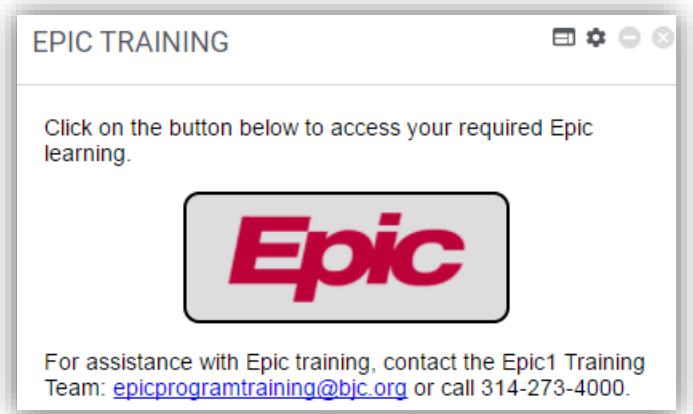 EPIC TRAINING
Click on the button below to access your required Epic
learning.
Epic
For assistance with Epic training, contact the Epic1 Training
Team: epicprogramtraining@bjc.org or call 314-273-4000.